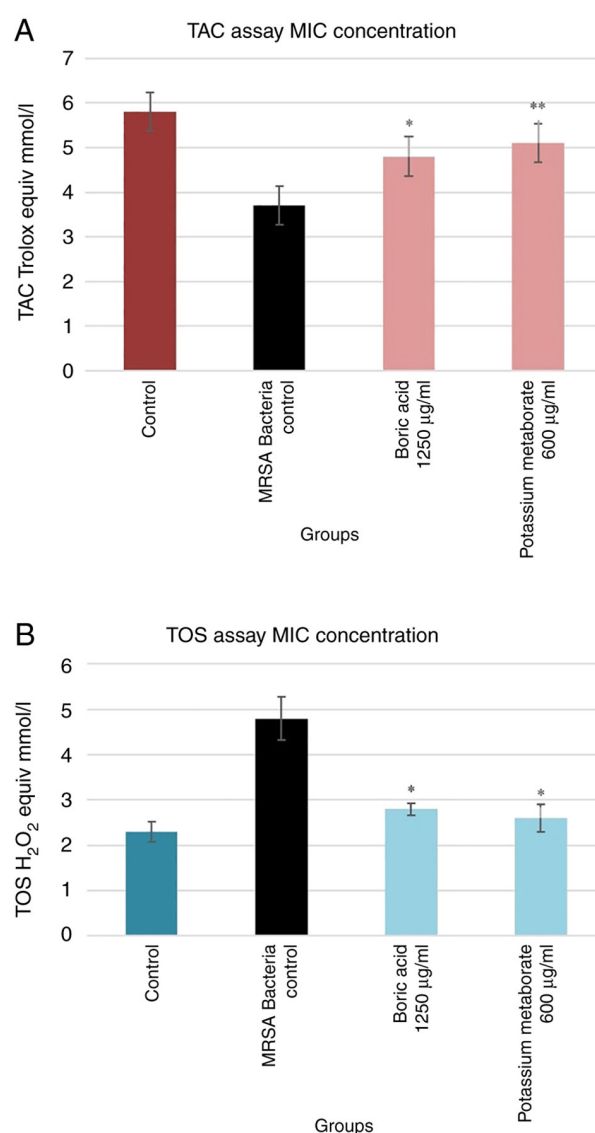 A
TAC assay MIC concentration
TAC Trolox equiv mmol/l
7
6
5
4
3
2
1
0
*
**
Control
MRSA Bacteria
control
Boric acid
1250 µg/ml
Potassium metaborate
600 µg/ml
Groups
B
TOS assay MIC concentration
TOS H₂O₂ equiv mmol/l
6
5
4
3
2
1
0
*
*
Control
MRSA Bacteria
control
Boric acid
1250 µg/ml
Potassium metaborate
600 µg/ml
Groups